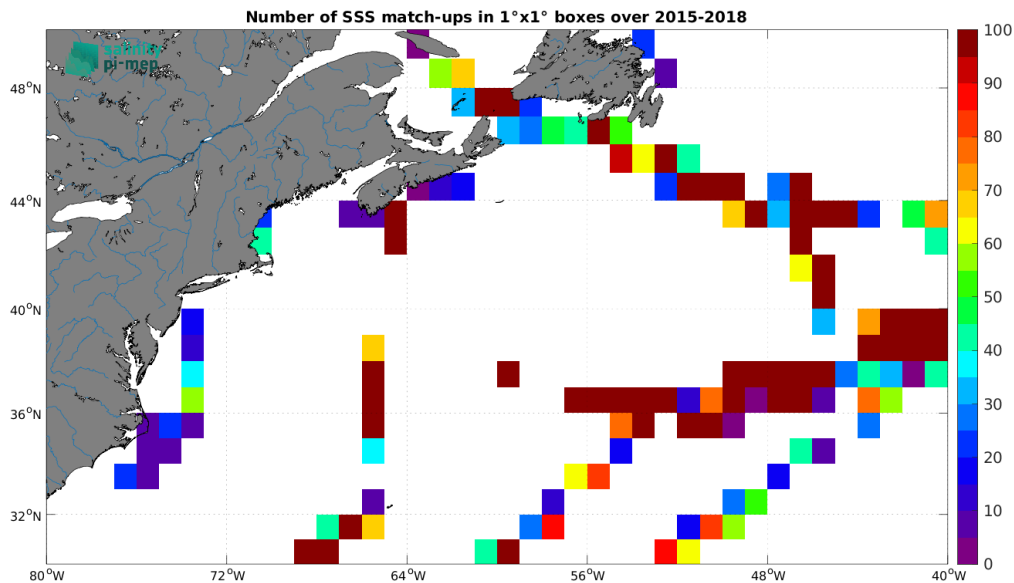 Number of SSS match-ups in 1°x1° boxes over 2015-2018
salinity
pi-mep
48°N
44°N
40°N
36°N
32°N
80°W 72°W 64°W 56°W 48°W 40°W
100
90
80
70
60
50
40
30
20
10
0